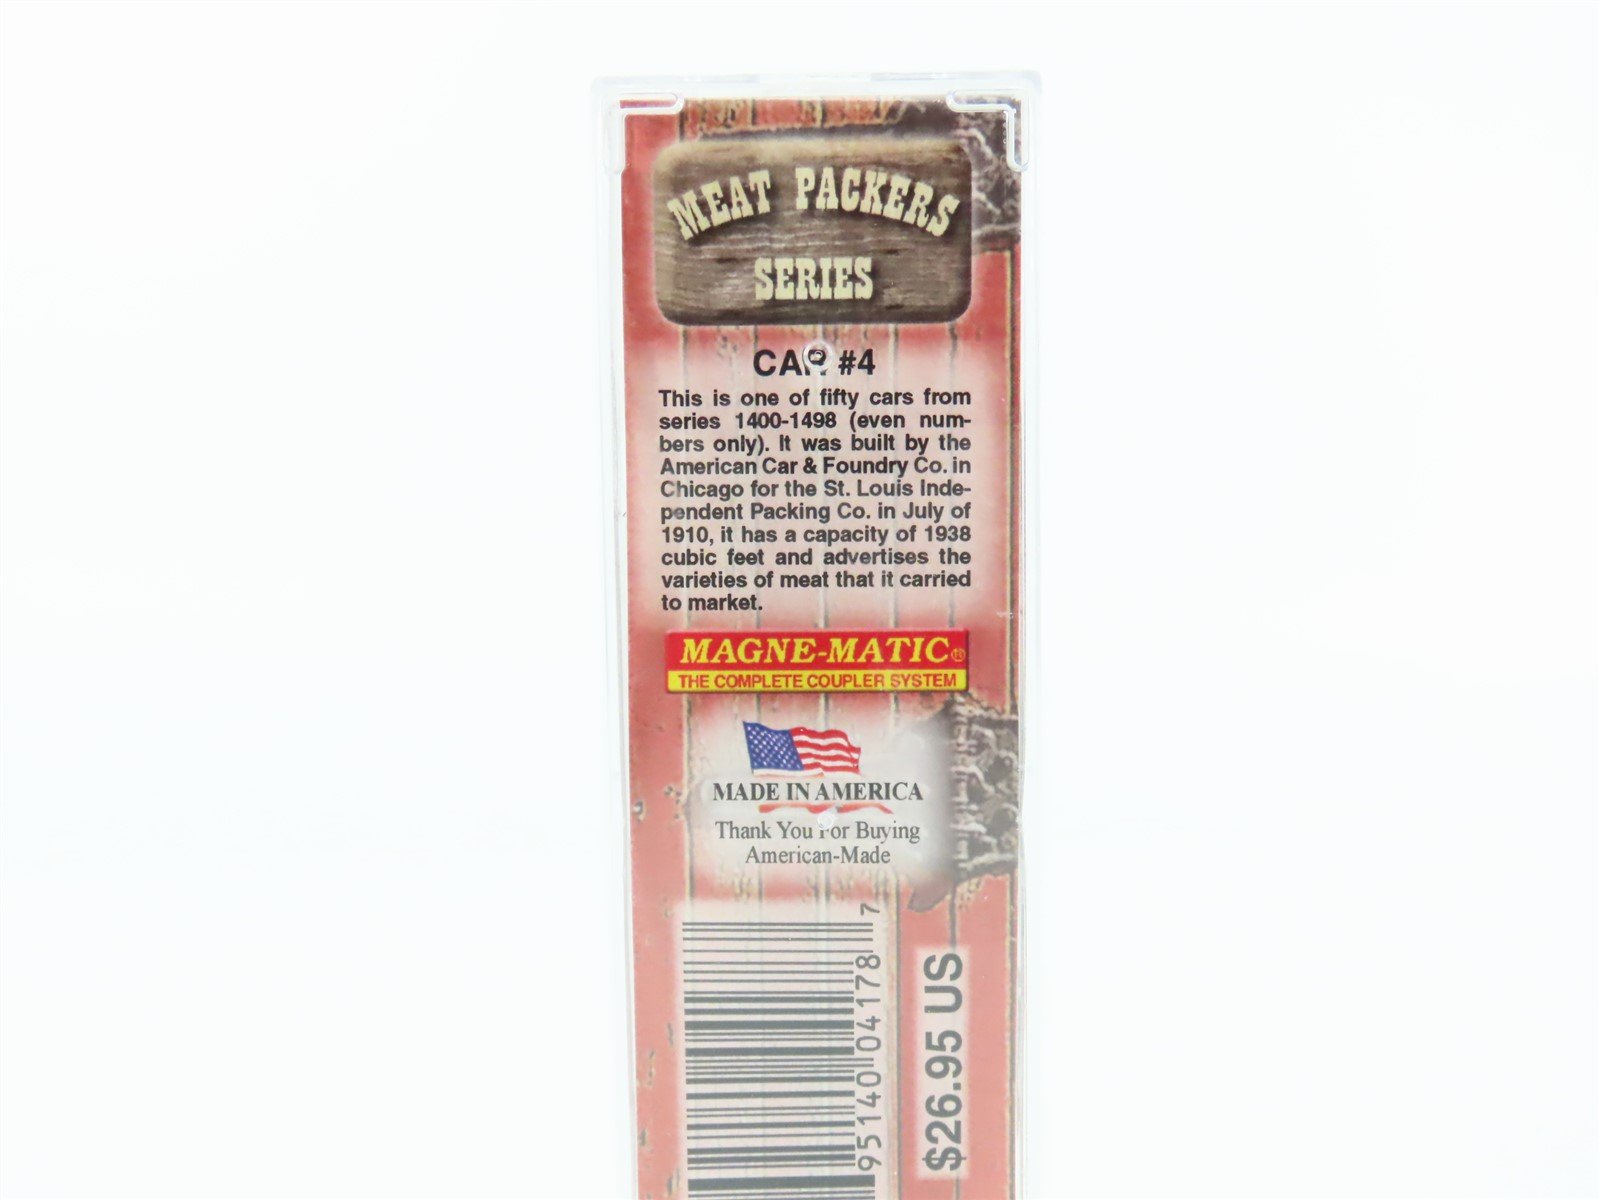 MEAT PACKERS
SERIES
CAR #4
This is one of fifty cars from
series 1400-1498 (even num-
bers only). It was built by the
American Car & Foundry Co. in
Chicago for the St. Louis Inde-
pendent Packing Co. in July of
1910, it has a capacity of 1938
cubic feet and advertises the
varieties of meat that it carried
to market.
MAGNE-MATIC®
THE COMPLETE COUPLER SYSTEM
MADE IN AMERICA
Thank You For Buying
American-Made
95140 04178 7
$26.95 US